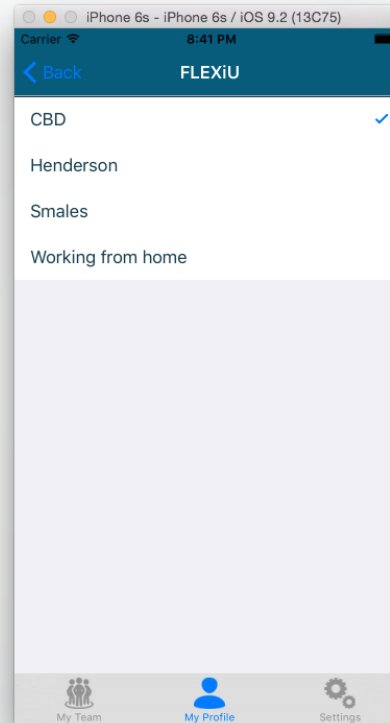 iPhone 6s - iPhone 6s / iOS 9.2 (13C75)
Carrier 8:41 PM
Back FLEXiU
CBD
Henderson
Smales
Working from home
My Team My Profile Settings